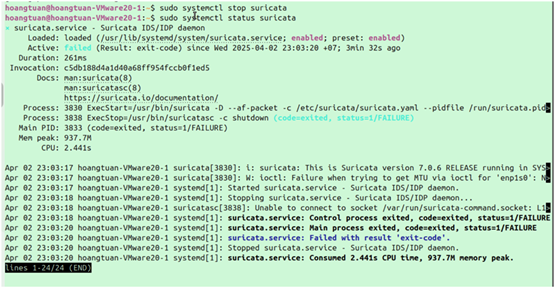 hoangtuan@hoangtuan-VMware20-1:~$ sudo systemctl stop suricata
hoangtuan@hoangtuan-VMware20-1:~$ sudo systemctl status suricata
× suricata.service - Suricata IDS/IDP daemon
Loaded: loaded (/usr/lib/systemd/system/suricata.service; enabled; preset: enabled)
Active: failed (Result: exit-code) since Wed 2025-04-02 23:03:20 +07; 3min 32s ago
Duration: 261ms
Invocation: c5db188d4a1d40a68ff954fccb0f1ed5
Docs: man:suricata(8)
man:suricatasc(8)
https://suricata.io/documentation/
Process: 3830 ExecStart=/usr/bin/suricata -D --af-packet -c /etc/suricata/suricata.yaml --pidfile /run/suricata.pid>
Process: 3838 ExecStop=/usr/bin/suricatasc -c shutdown (code=exited, status=1/FAILURE)
Main PID: 3833 (code=exited, status=1/FAILURE)
Mem peak: 937.7M
CPU: 2.441s
Apr 02 23:03:17 hoangtuan-VMware20-1 suricata[3830]: i: suricata: This is Suricata version 7.0.6 RELEASE running in SYS>
Apr 02 23:03:17 hoangtuan-VMware20-1 suricata[3830]: W: ioctl: Failure when trying to get MTU via ioctl for 'enp1s0': N>
Apr 02 23:03:17 hoangtuan-VMware20-1 systemd[1]: Started suricata.service - Suricata IDS/IDP daemon.
Apr 02 23:03:18 hoangtuan-VMware20-1 systemd[1]: Stopping suricata.service - Suricata IDS/IDP daemon...
Apr 02 23:03:18 hoangtuan-VMware20-1 suricatasc[3838]: Unable to connect to socket /var/run/suricata-command.socket: L1>
Apr 02 23:03:18 hoangtuan-VMware20-1 systemd[1]: suricata.service: Control process exited, code=exited, status=1/FAILURE
Apr 02 23:03:20 hoangtuan-VMware20-1 systemd[1]: suricata.service: Main process exited, code=exited, status=1/FAILURE
Apr 02 23:03:20 hoangtuan-VMware20-1 systemd[1]: suricata.service: Failed with result 'exit-code'.
Apr 02 23:03:20 hoangtuan-VMware20-1 systemd[1]: Stopped suricata.service - Suricata IDS/IDP daemon.
Apr 02 23:03:20 hoangtuan-VMware20-1 systemd[1]: suricata.service: Consumed 2.441s CPU time, 937.7M memory peak.
lines 1-24/24 (END)